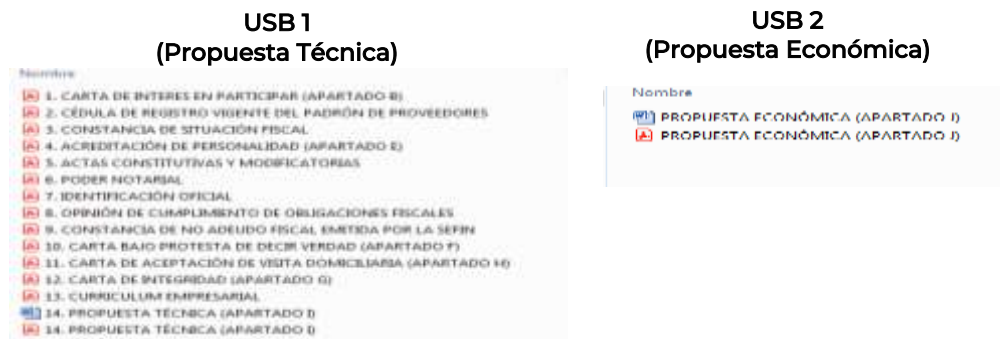 USB 1
(Propuesta Técnica)
Nombre
1. CARTA DE INTERES EN PARTICIPAR (APARTADO B)
2. CÉDULA DE REGISTRO VIGENTE DEL PADRÓN DE PROVEEDORES
3. CONSTANCIA DE SITUACIÓN FISCAL
4. ACREDITACIÓN DE PERSONALIDAD (APARTADO E)
5. ACTAS CONSTITUTIVAS Y MODIFICATORIAS
6. PODER NOTARIAL
7. IDENTIFICACIÓN OFICIAL
8. OPINIÓN DE CUMPLIMIENTO DE OBLIGACIONES FISCALES
9. CONSTANCIA DE NO ADEUDO FISCAL EMITIDA POR LA SEFIN
10. CARTA BAJO PROTESTA DE DECIR VERDAD (APARTADO F)
11. CARTA DE ACEPTACIÓN DE VISITA DOMICILIARIA (APARTADO H)
12. CARTA DE INTEGRIDAD (APARTADO G)
13. CURRICULUM EMPRESARIAL
14. PROPUESTA TÉCNICA (APARTADO I)
14. PROPUESTA TÉCNICA (APARTADO I)
USB 2
(Propuesta Económica)
Nombre
PROPUESTA ECONÓMICA (APARTADO J)
PROPUESTA ECONÓMICA (APARTADO J)